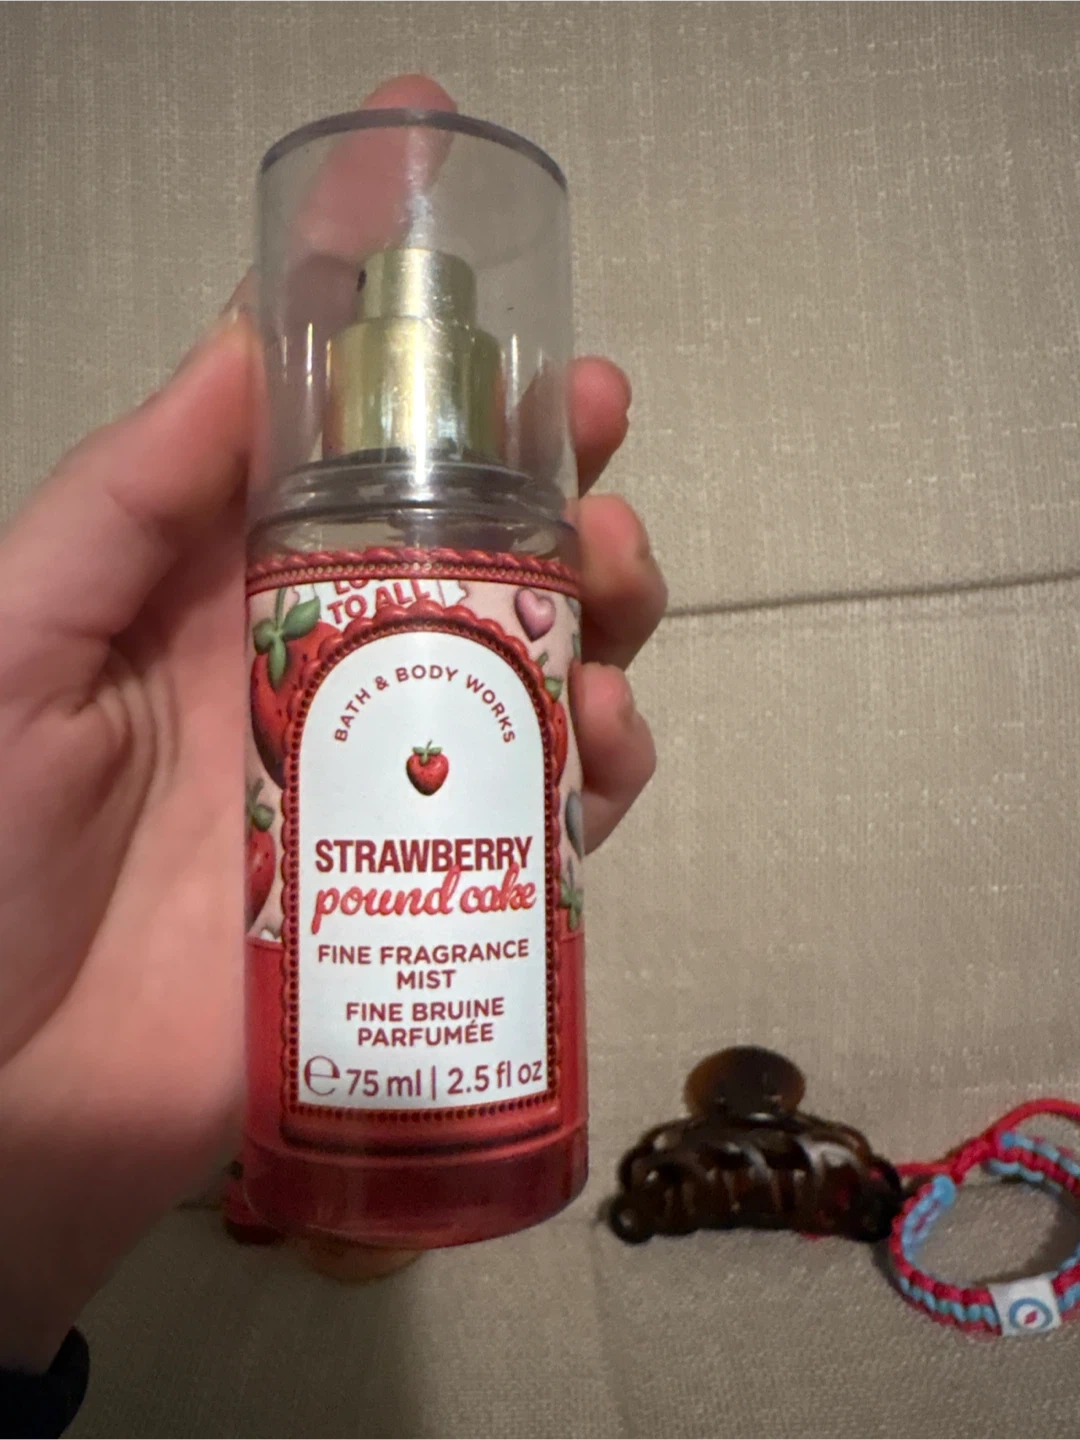 TO ALL
BATH & BODY WORKS
STRAWBERRY
pound cake
FINE FRAGRANCE
MIST
FINE BRUINE
PARFUMÉE
℮ 75 ml | 2.5 fl oz